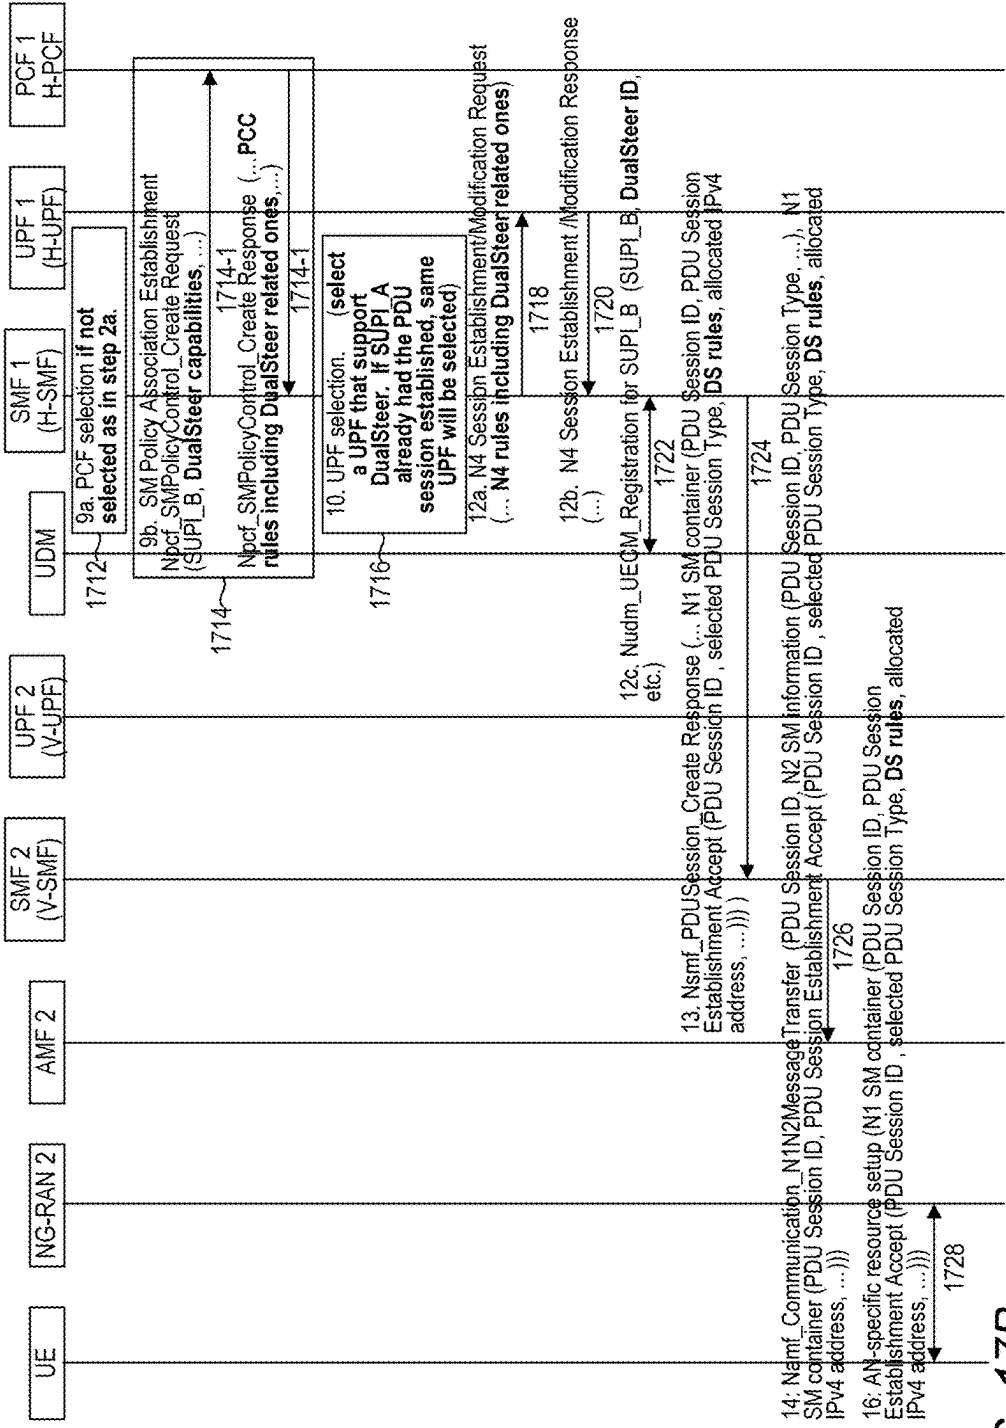 UE
NG-RAN 2
AMF 2
SMF 2
(V-SMF)
UPF 2
(V-UPF)
UDM
SMF 1
(H-SMF)
UPF 1
(H-UPF)
PCF 1
H-PCF
9a. PCF selection if not
selected as in step 2a.
1712
9b. SM Policy Association Establishment
Npcf_SMPolicyControl_Create Request
(SUPI_B, DualSteer capabilities, ...)
1714-1
Npcf_SMPolicyControl_Create Response (...PCC
rules including DualSteer related ones,...)
1714-1
1714
10. UPF selection. (select
a UPF that support
DualSteer. If SUPI_A
already had the PDU
session established, same
UPF will be selected)
1716
12a. N4 Session Establishment/Modification Request
(... N4 rules including DualSteer related ones)
1718
12b. N4 Session Establishment /Modification Response
(...)
1720
12c. Nudm_UECM_Registration for SUPI_B (SUPI_B, DualSteer ID,
etc.)
1722
13. Nsmf_PDUSession_Create Response (... N1 SM container (PDU Session ID, PDU Session
Establishment Accept (PDU Session ID , selected PDU Session Type, DS rules, allocated IPv4
address, ...))) )
1724
14: Namf_Communication_N1N2MessageTransfer (PDU Session ID, N2 SM information (PDU Session ID, PDU Session Type, ...), N1
SM container (PDU Session ID, PDU Session Establishment Accept (PDU Session ID , selected PDU Session Type, DS rules, allocated
IPv4 address, ...)))
1726
16: AN-specific resource setup (N1 SM container (PDU Session ID, PDU Session
Establishment Accept (PDU Session ID , selected PDU Session Type, DS rules, allocated
IPv4 address, ...)))
1728